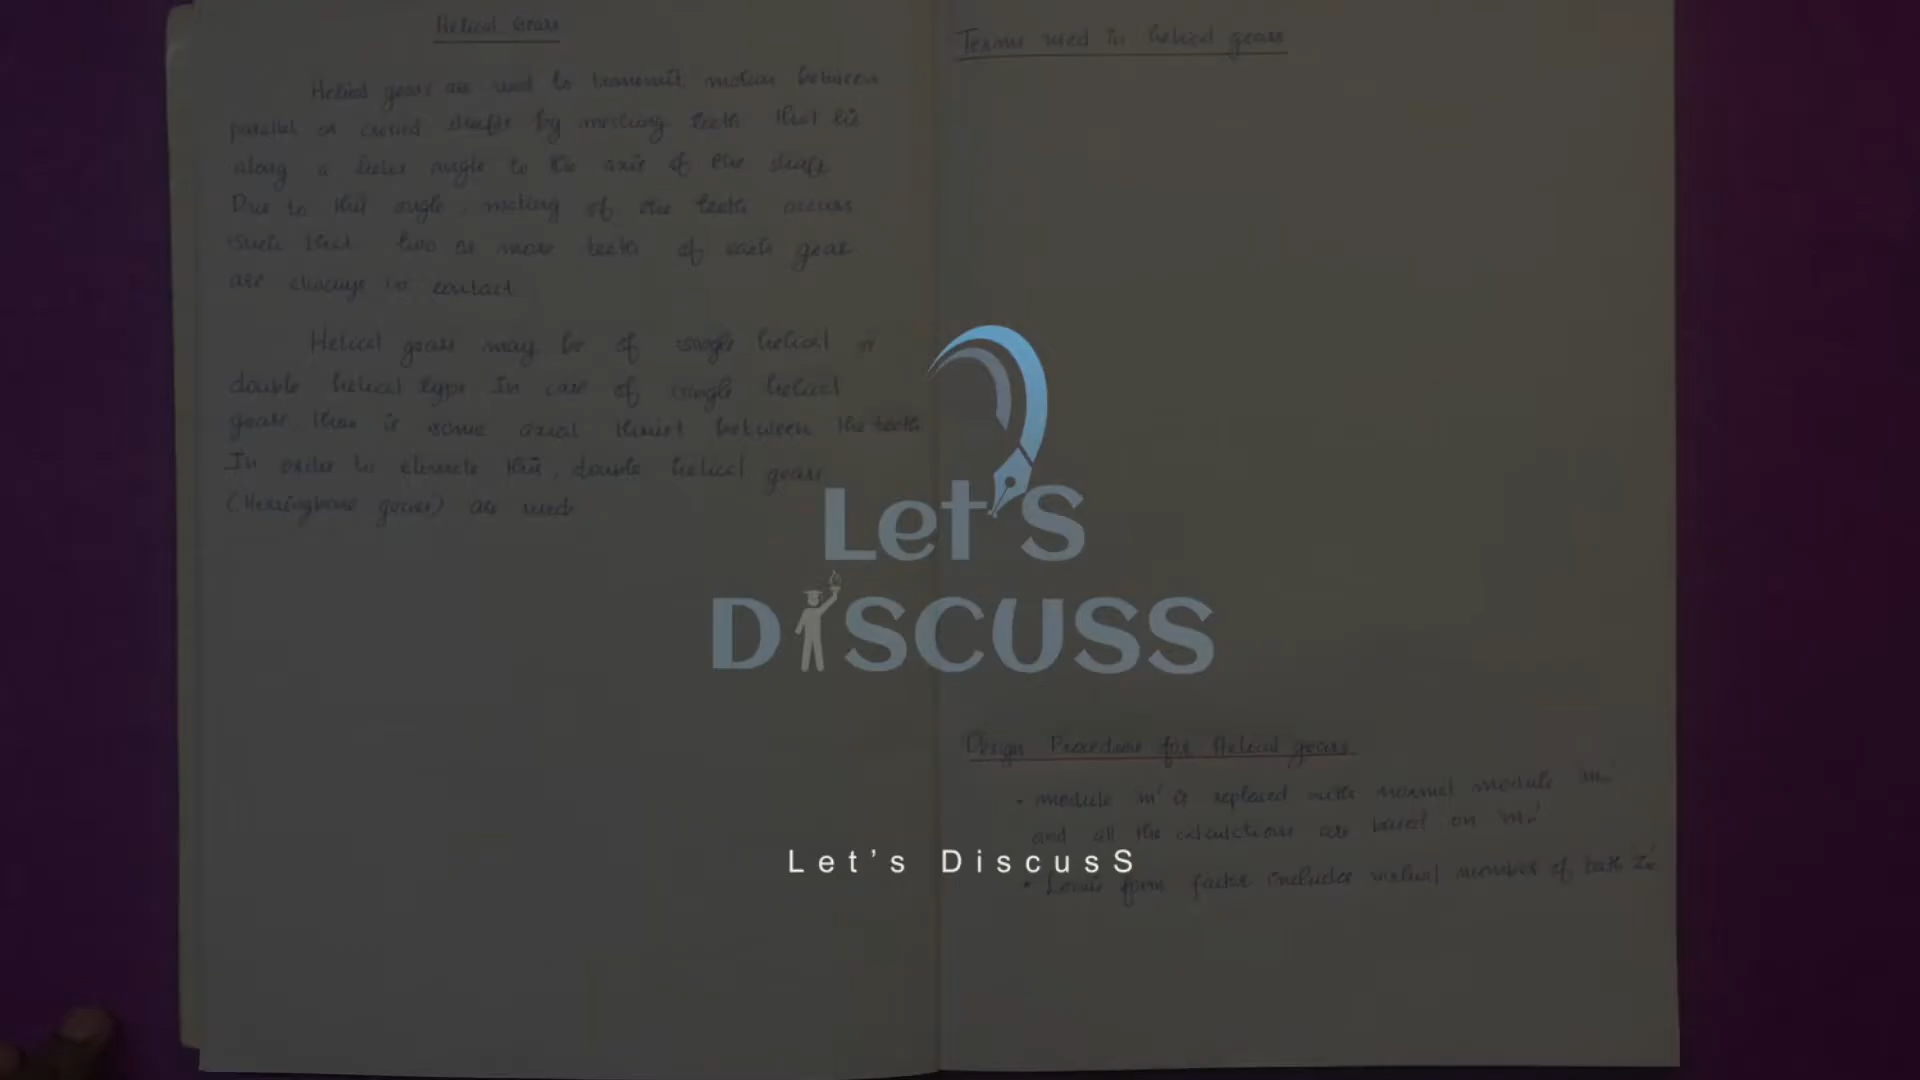 Helical Gears
Helical gears are used to transmit motion between
parallel or crossed shafts by meshing teeth that lie
along a helix angle to the axis of the shaft
Due to this angle, mating of the teeth occurs
such that two or more teeth of each gear
are always in contact
Helical gears may be of single helical or
double helical type In case of single helical
gears there is some axial thrust between the teeth
In order to this, double helical gears
(Herringbone gears) are used
Terms used in helical gears
Let's
DiSCUSS
Design Procedure for Helical gears
• module 'm' is replaced with normal module 'mn'
and all the calculations are based on 'mn'
Let's DiscusS
• Lewis form factor includes virtual number of teeth